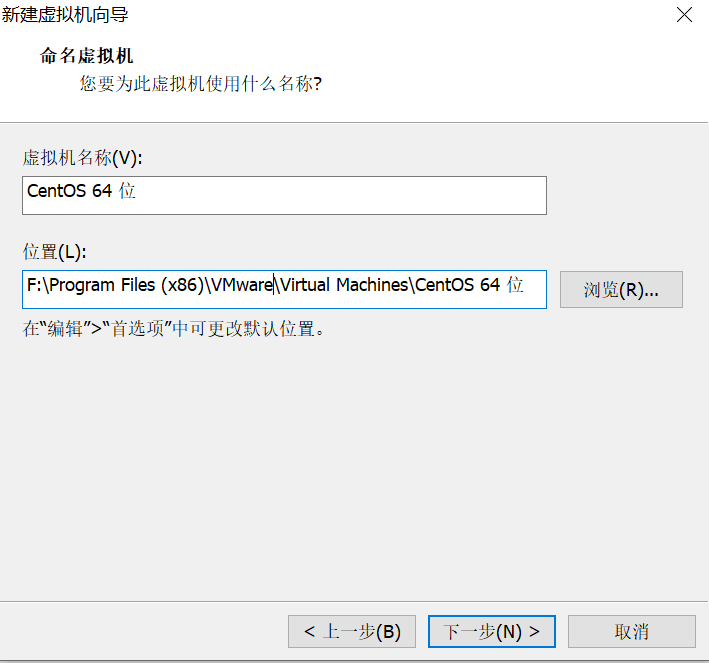 新建虚拟机向导
命名虚拟机
您要为此虚拟机使用什么名称?
虚拟机名称(V):
CentOS 64 位
位置(L):
F:\Program Files (x86)\VMware\Virtual Machines\CentOS 64 位
浏览(R)...
在“编辑”>“首选项”中可更改默认位置。
< 上一步(B)
下一步(N) >
取消